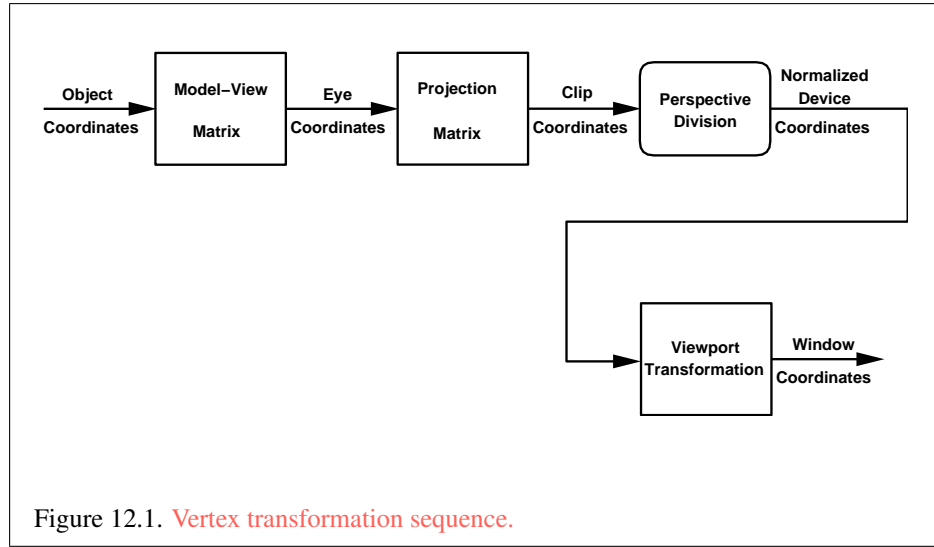 Object
Coordinates
Model–View
Matrix
Eye
Coordinates
Projection
Matrix
Clip
Coordinates
Perspective
Division
Normalized
Device
Coordinates
Viewport
Transformation
Window
Coordinates
Figure 12.1. Vertex transformation sequence.